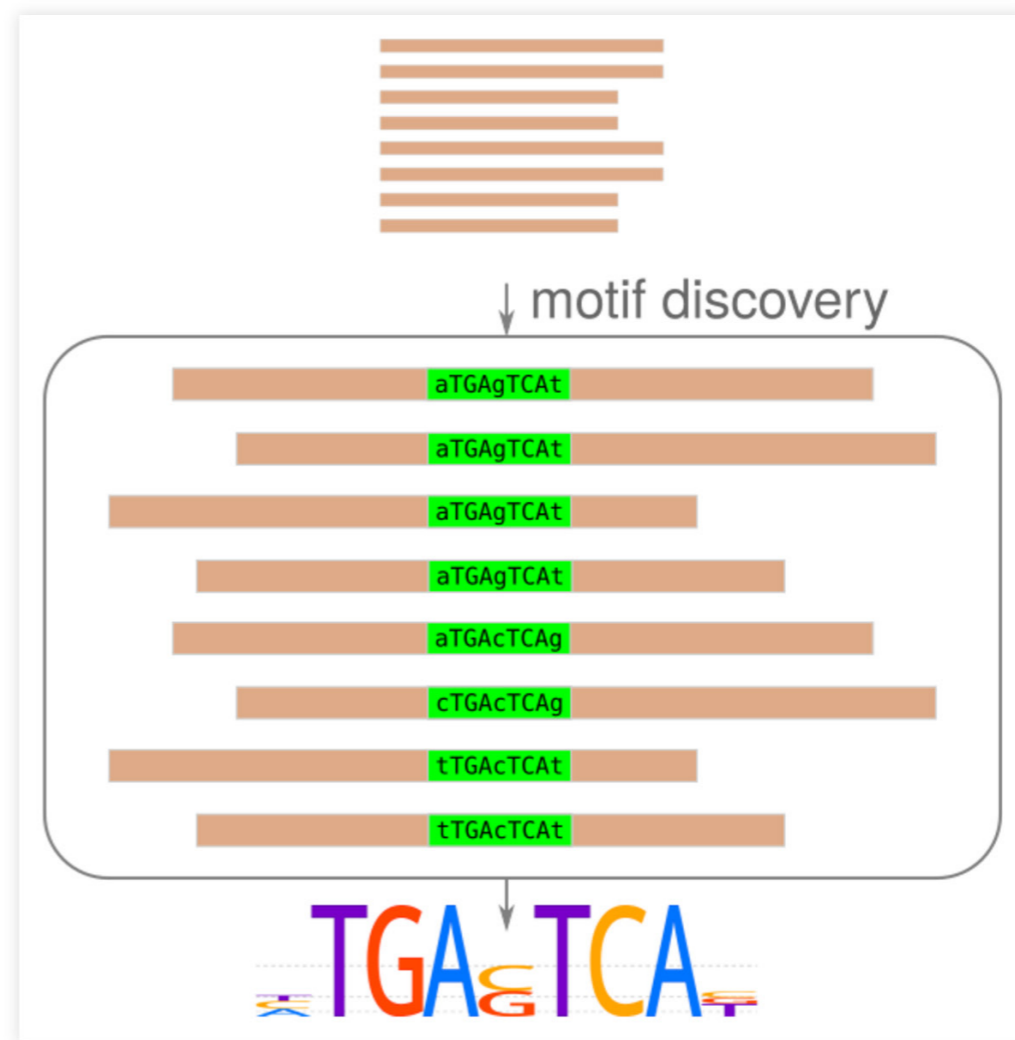 motif discovery
aTGAgTCAt
aTGAgTCAt
aTGAgTCAt
aTGAgTCAt
aTGAcTCAg
cTGAcTCAg
tTGAcTCAt
tTGAcTCAt
TGA TCA